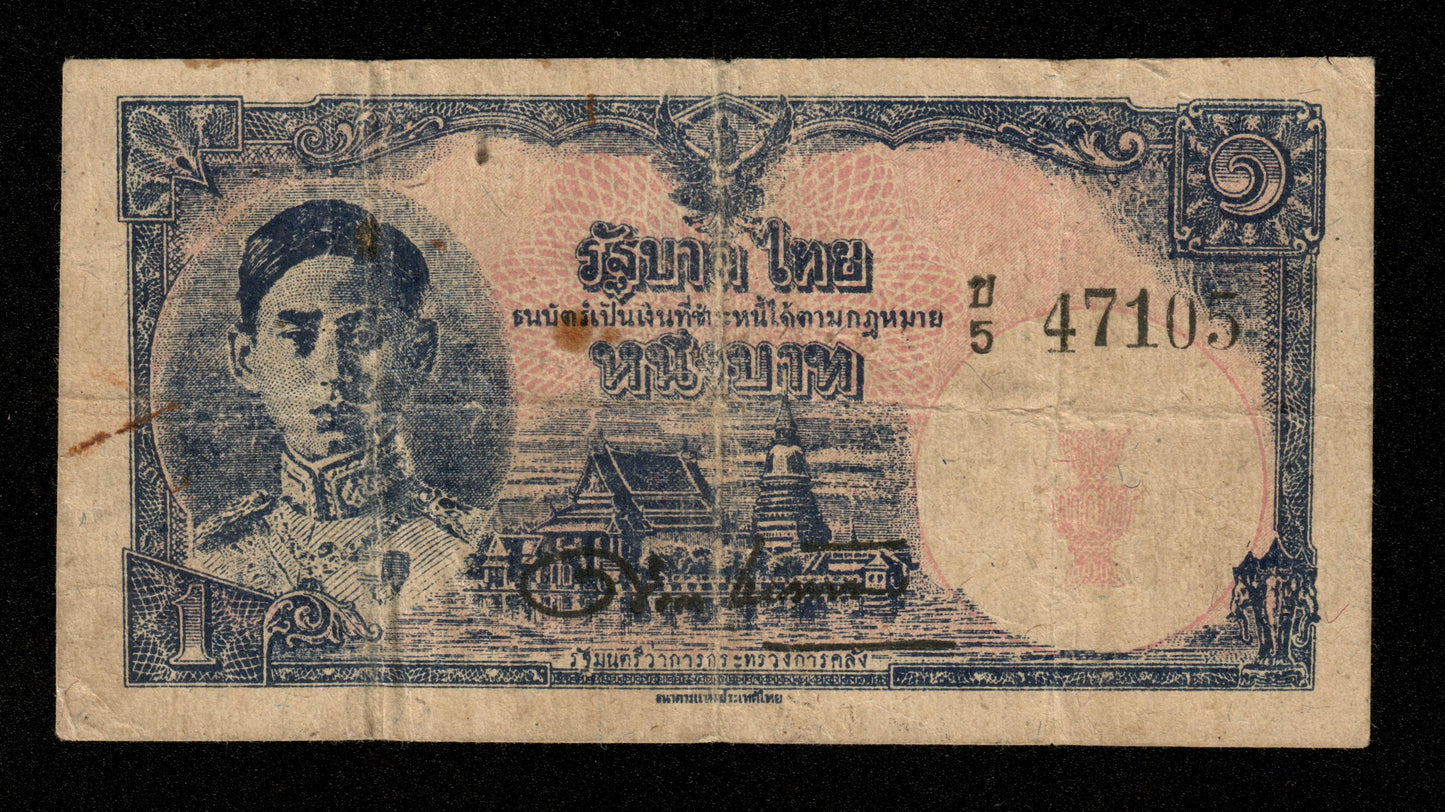 ๑
รัฐบาลไทย
ธนบัตร์เป็นเงินที่ชำระหนี้ได้ตามกฎหมาย
ข/5 47105
หนึ่งบาท
1
รัฐมนตรีว่าการกระทรวงการคลัง
ธนาคารแห่งประเทศไทย